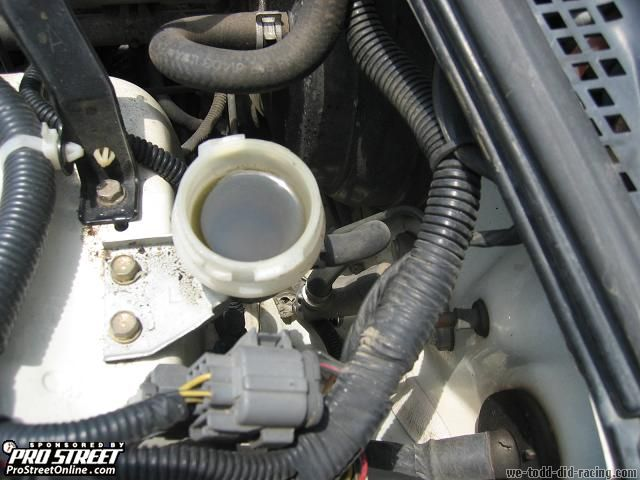 SPONSORED BY
PRO STREET
ProStreetOnline.com
we-todd-did-racing.com